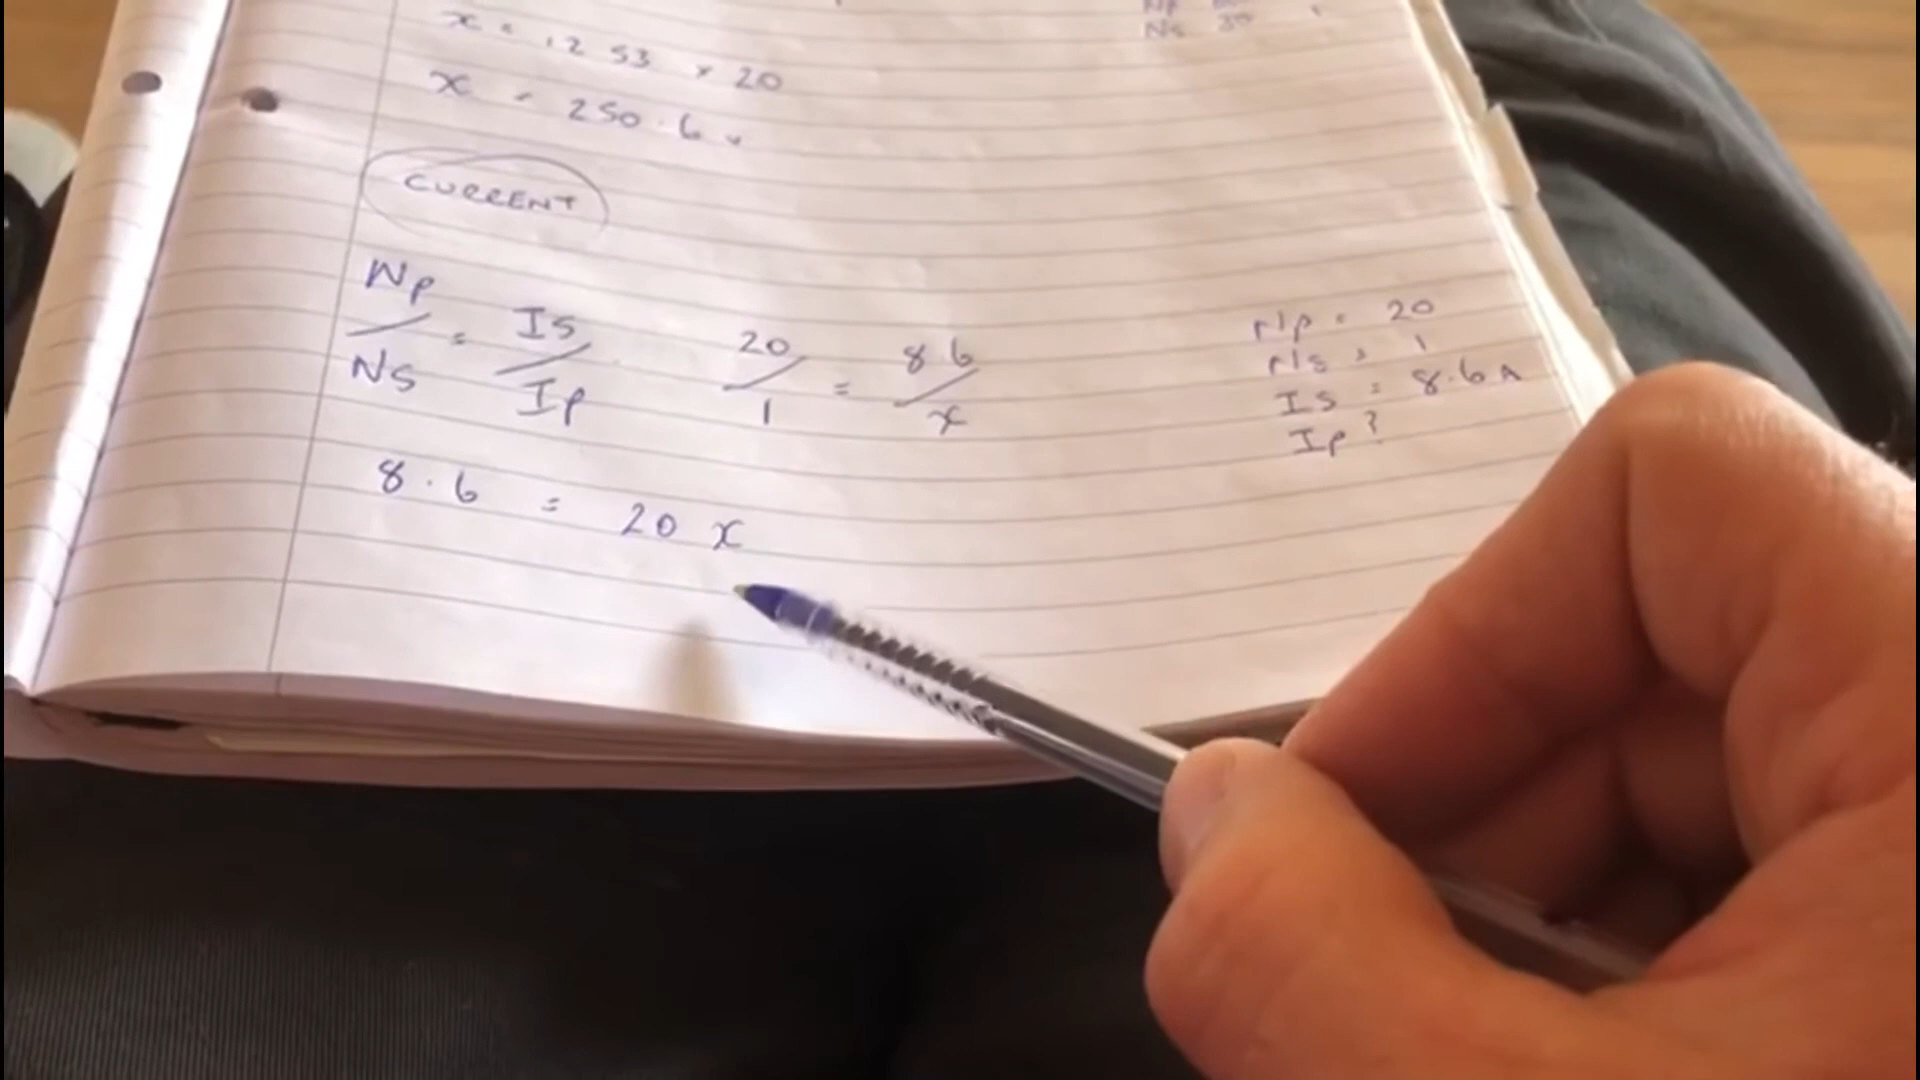 x = 12 53 × 20
x = 250.6 v
CURRENT
Np/Ns = Is/Ip 20/1 = 8.6/x
8.6 = 20 x
Ns
Np = 20
Ns = 1
Is = 8.6 A
Ip ?